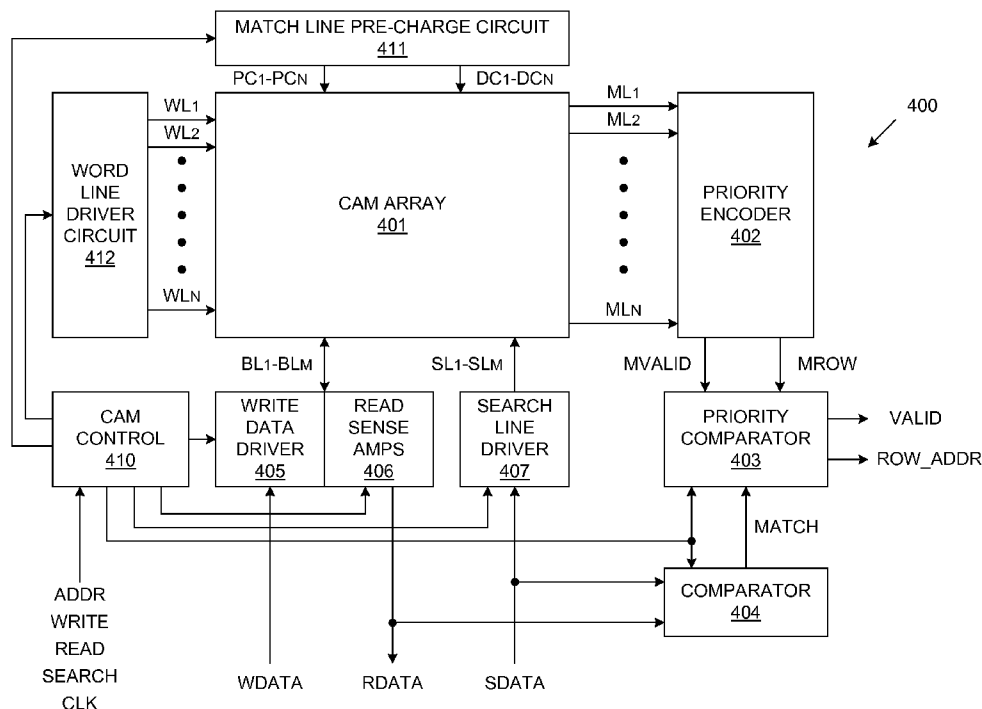 MATCH LINE PRE-CHARGE CIRCUIT
411
PC1-PCN
DC1-DCN
400
WORD
LINE
DRIVER
CIRCUIT
412
WL1
WL2
WLN
CAM ARRAY
401
ML1
ML2
MLN
PRIORITY
ENCODER
402
BL1-BLM
SL1-SLM
MVALID
MROW
CAM
CONTROL
410
WRITE
DATA
DRIVER
405
READ
SENSE
AMPS
406
SEARCH
LINE
DRIVER
407
PRIORITY
COMPARATOR
403
VALID
ROW_ADDR
MATCH
COMPARATOR
404
ADDR
WRITE
READ
SEARCH
CLK
WDATA
RDATA
SDATA